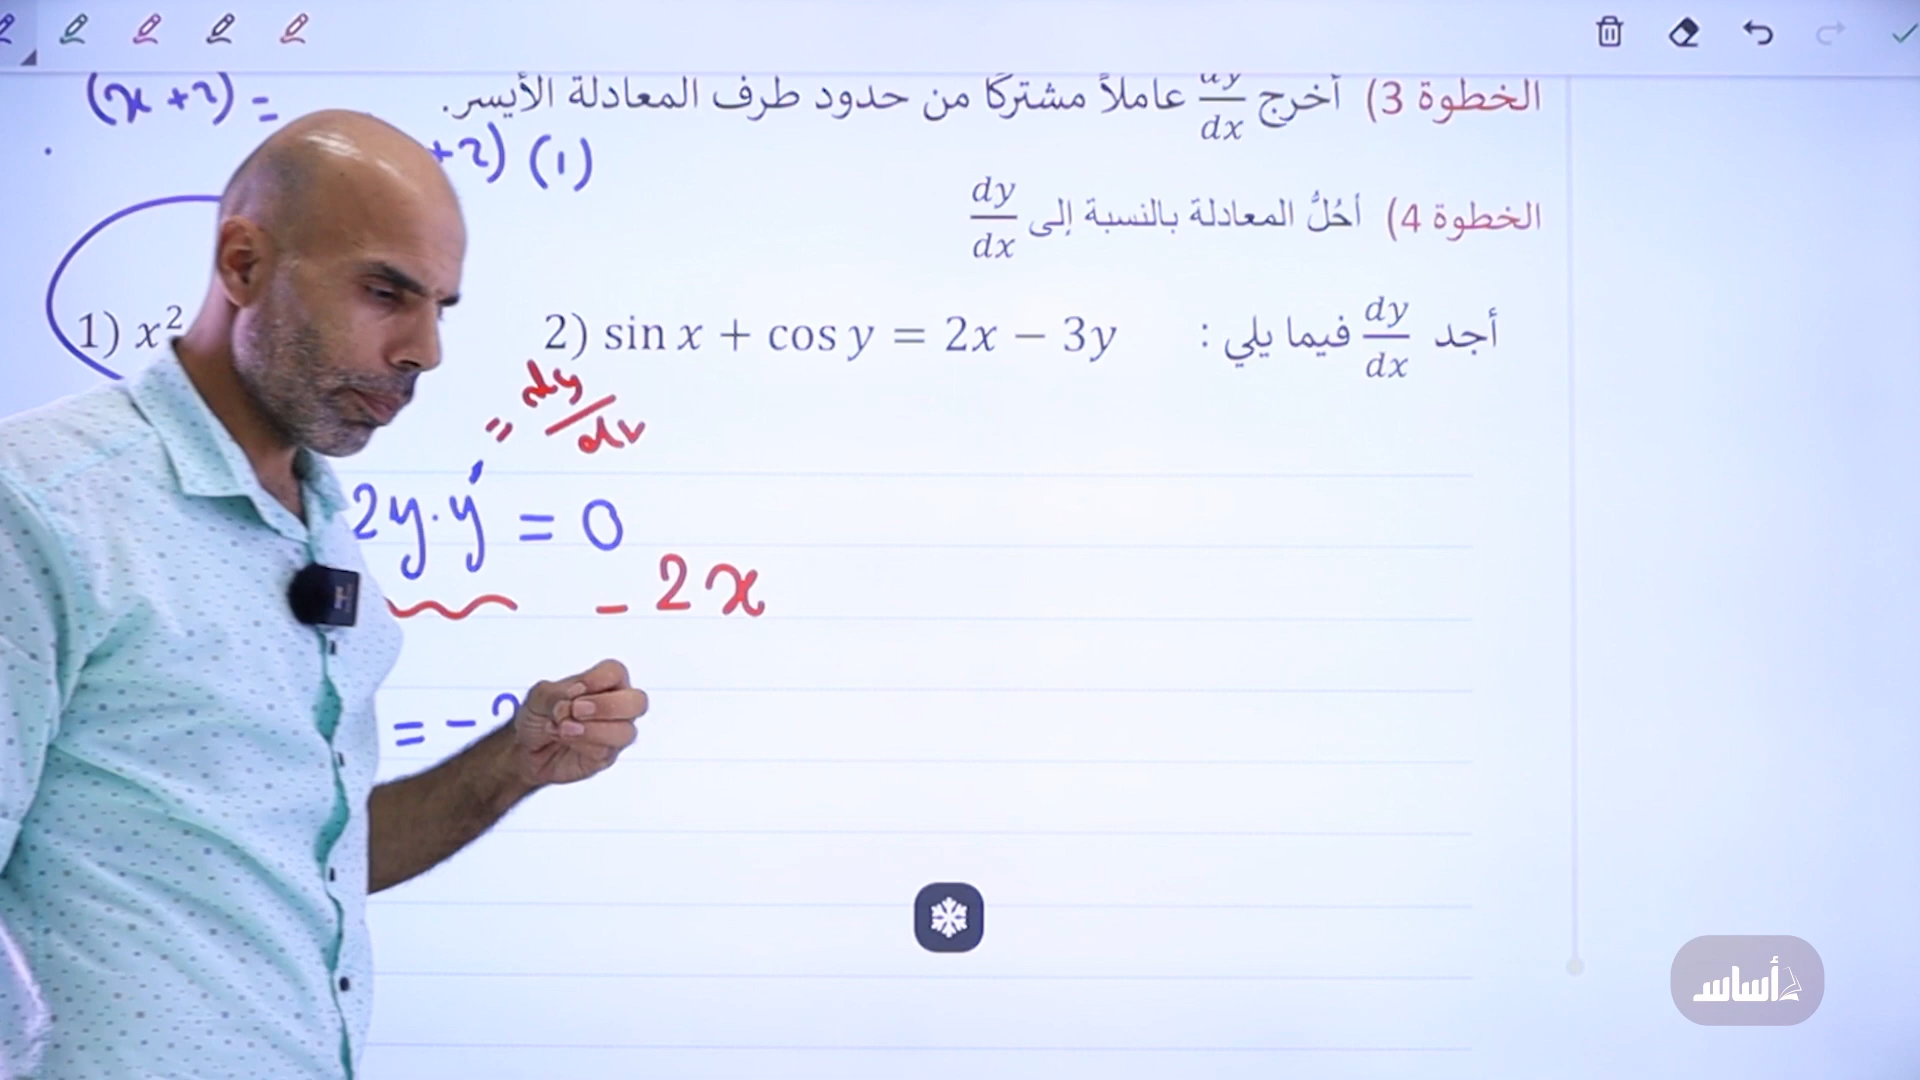 (x + 2) =
الخطوة 3) أخرج dy/dx عاملاً مشتركًا من حدود طرف المعادلة الأيسر.
+2) (1)
الخطوة 4) أحُلُّ المعادلة بالنسبة إلى dy/dx
أجد dy/dx فيما يلي :
1) x²
2) sin x + cos y = 2x − 3y
= dy/dx
2y·y' = 0
− 2x
= −2
أساس